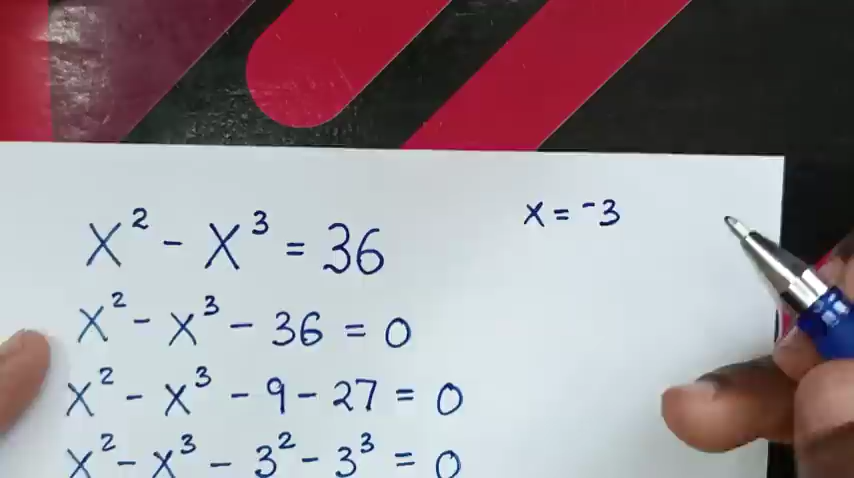 x² - x³ = 36
x = ⁻3
x² - x³ - 36 = 0
x² - x³ - 9 - 27 = 0
x² - x³ - 3² - 3³ = 0